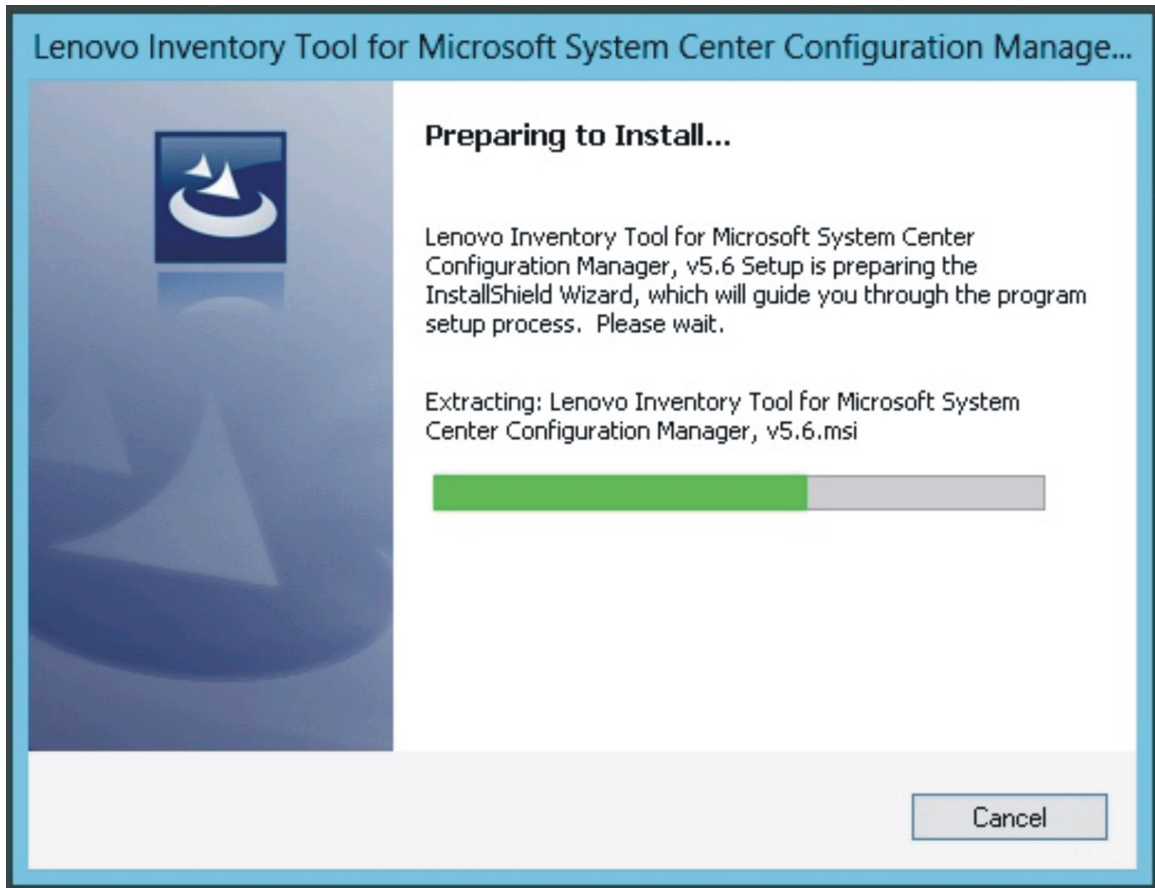 Lenovo Inventory Tool for Microsoft System Center Configuration Manage...
Preparing to Install...
Lenovo Inventory Tool for Microsoft System Center
Configuration Manager, v5.6 Setup is preparing the
InstallShield Wizard, which will guide you through the program
setup process.  Please wait.
Extracting: Lenovo Inventory Tool for Microsoft System
Center Configuration Manager, v5.6.msi
Cancel